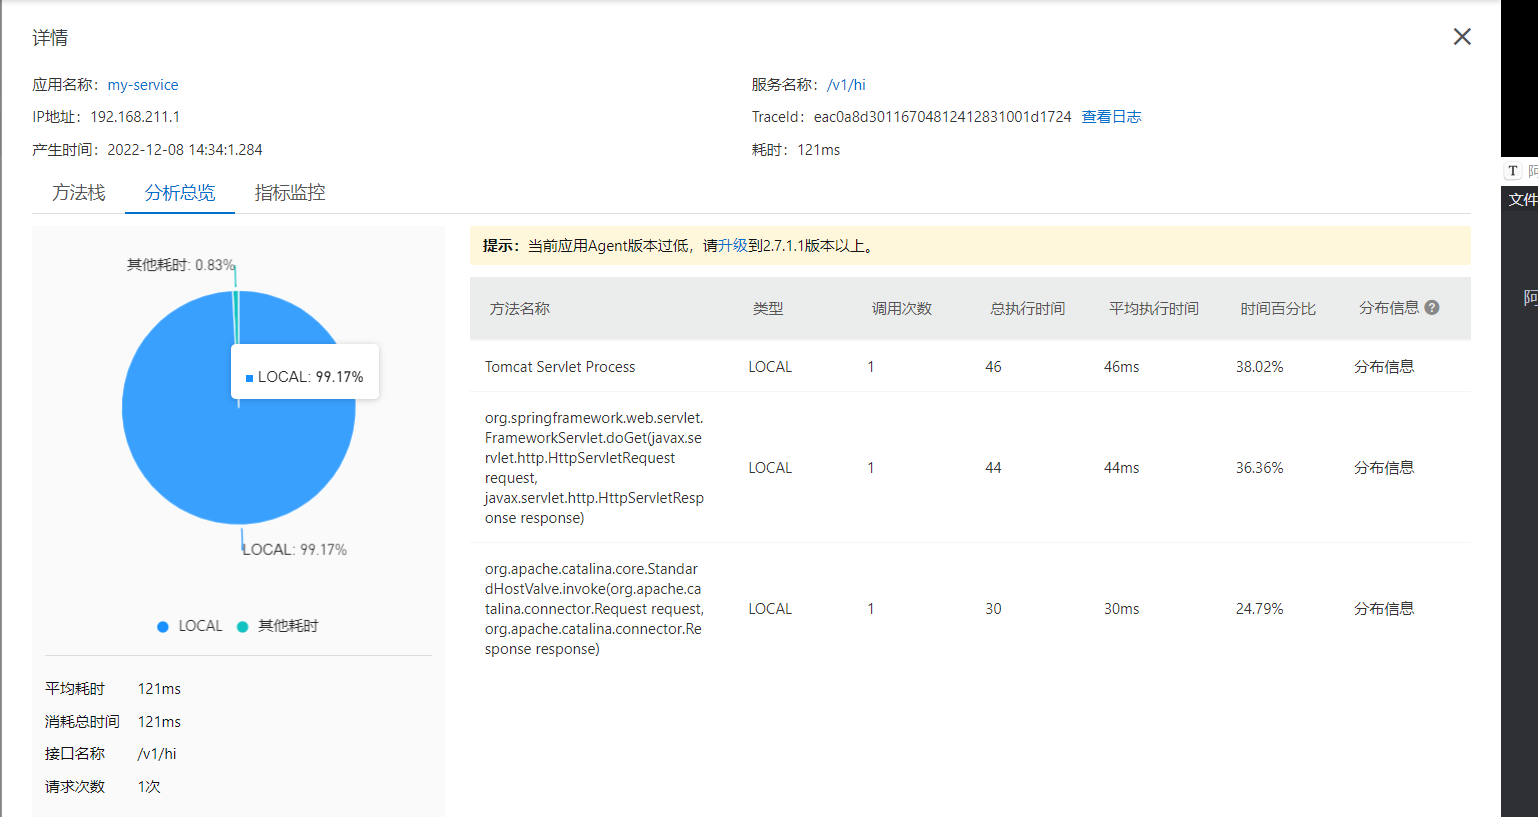 详情
应用名称：my-service
服务名称：/v1/hi
IP地址：192.168.211.1
TraceId：eac0a8d30116704812412831001d1724 查看日志
产生时间：2022-12-08 14:34:1.284
耗时：121ms
方法栈 分析总览 指标监控
其他耗时: 0.83%
LOCAL: 99.17%
LOCAL: 99.17%
LOCAL 其他耗时
平均耗时 121ms
消耗总时间 121ms
接口名称 /v1/hi
请求次数 1次
提示：当前应用Agent版本过低，请升级到2.7.1.1版本以上。
方法名称 类型 调用次数 总执行时间 平均执行时间 时间百分比 分布信息 ?
Tomcat Servlet Process LOCAL 1 46 46ms 38.02% 分布信息
org.springframework.web.servlet.
FrameworkServlet.doGet(javax.se
rvlet.http.HttpServletRequest
request,
javax.servlet.http.HttpServletResp
onse response)
LOCAL 1 44 44ms 36.36% 分布信息
org.apache.catalina.core.Standar
dHostValve.invoke(org.apache.ca
talina.connector.Request request,
org.apache.catalina.connector.Re
sponse response)
LOCAL 1 30 30ms 24.79% 分布信息
T 阿
文件
阿